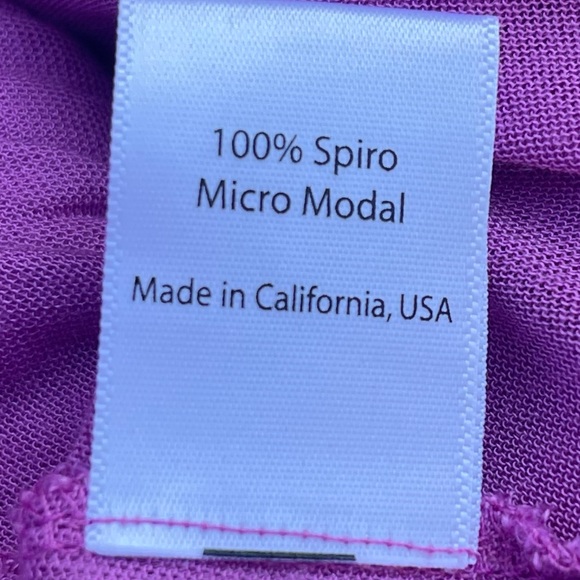 100% Spiro
Micro Modal
Made in California, USA